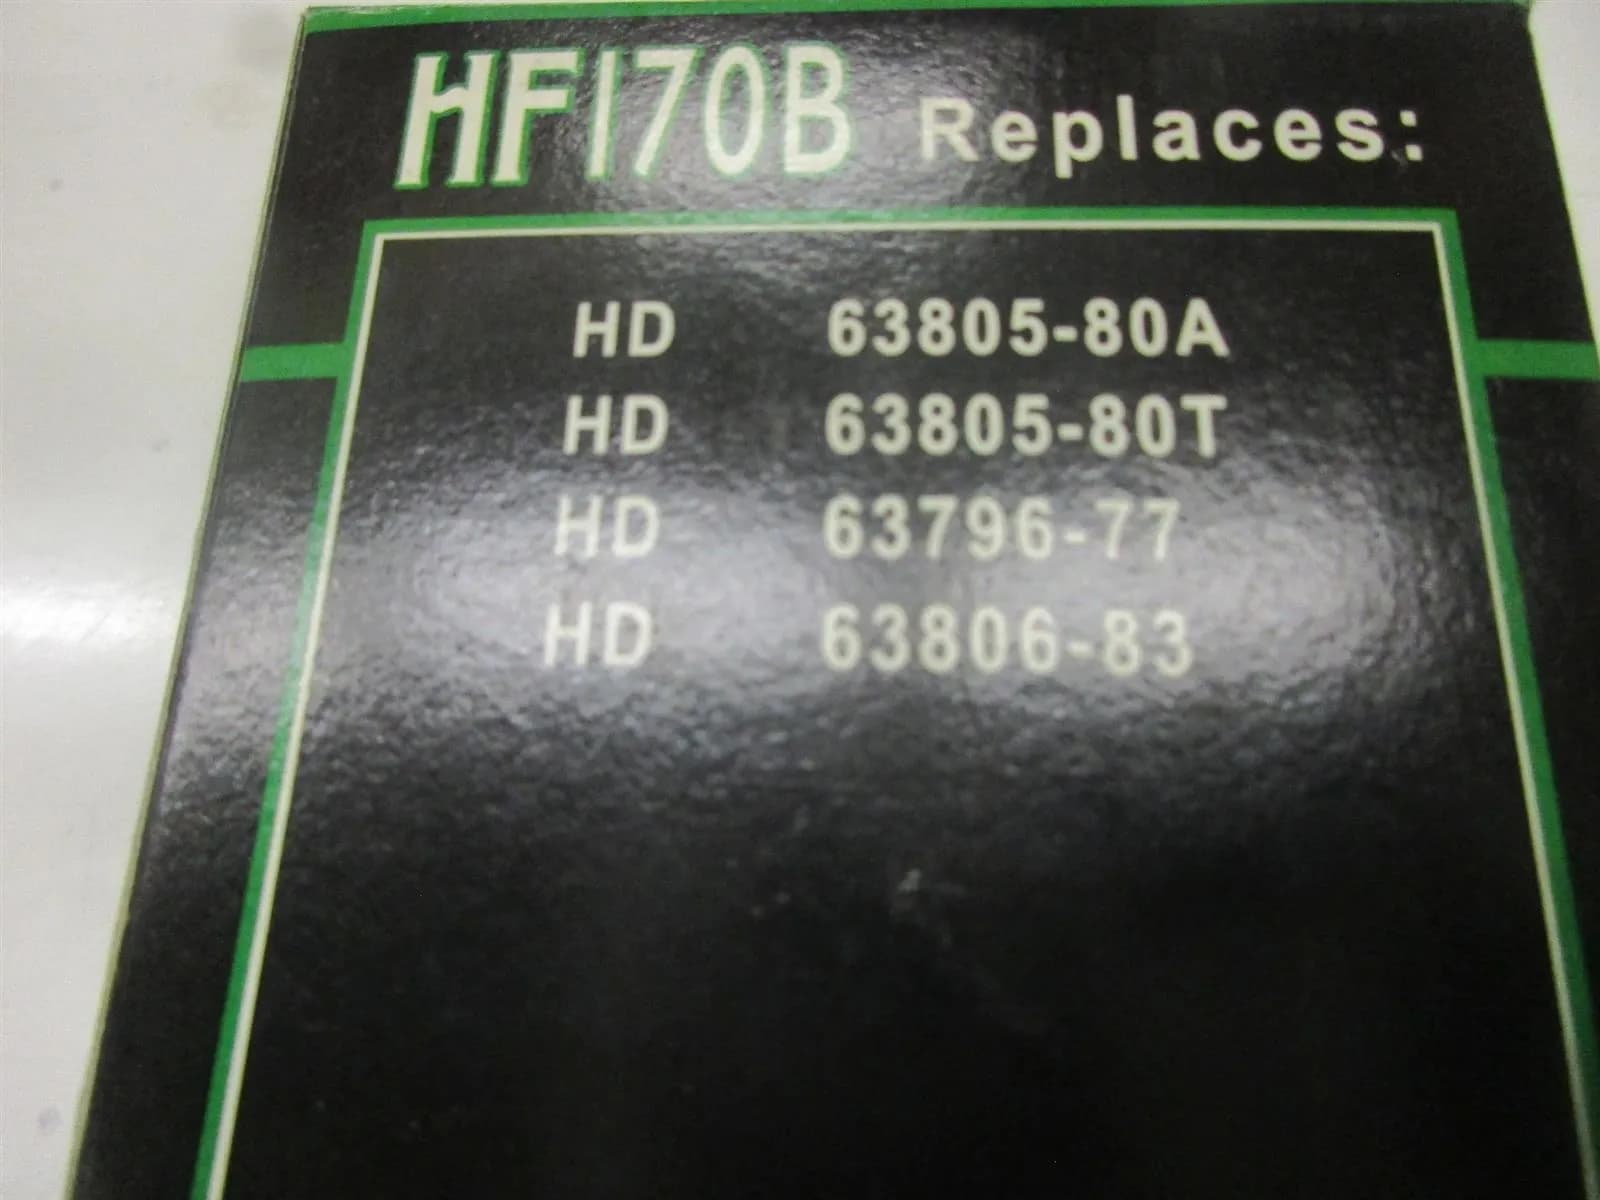 HF170B Replaces:
HD 63805-80A
HD 63805-80T
HD 63796-77
HD 63806-83